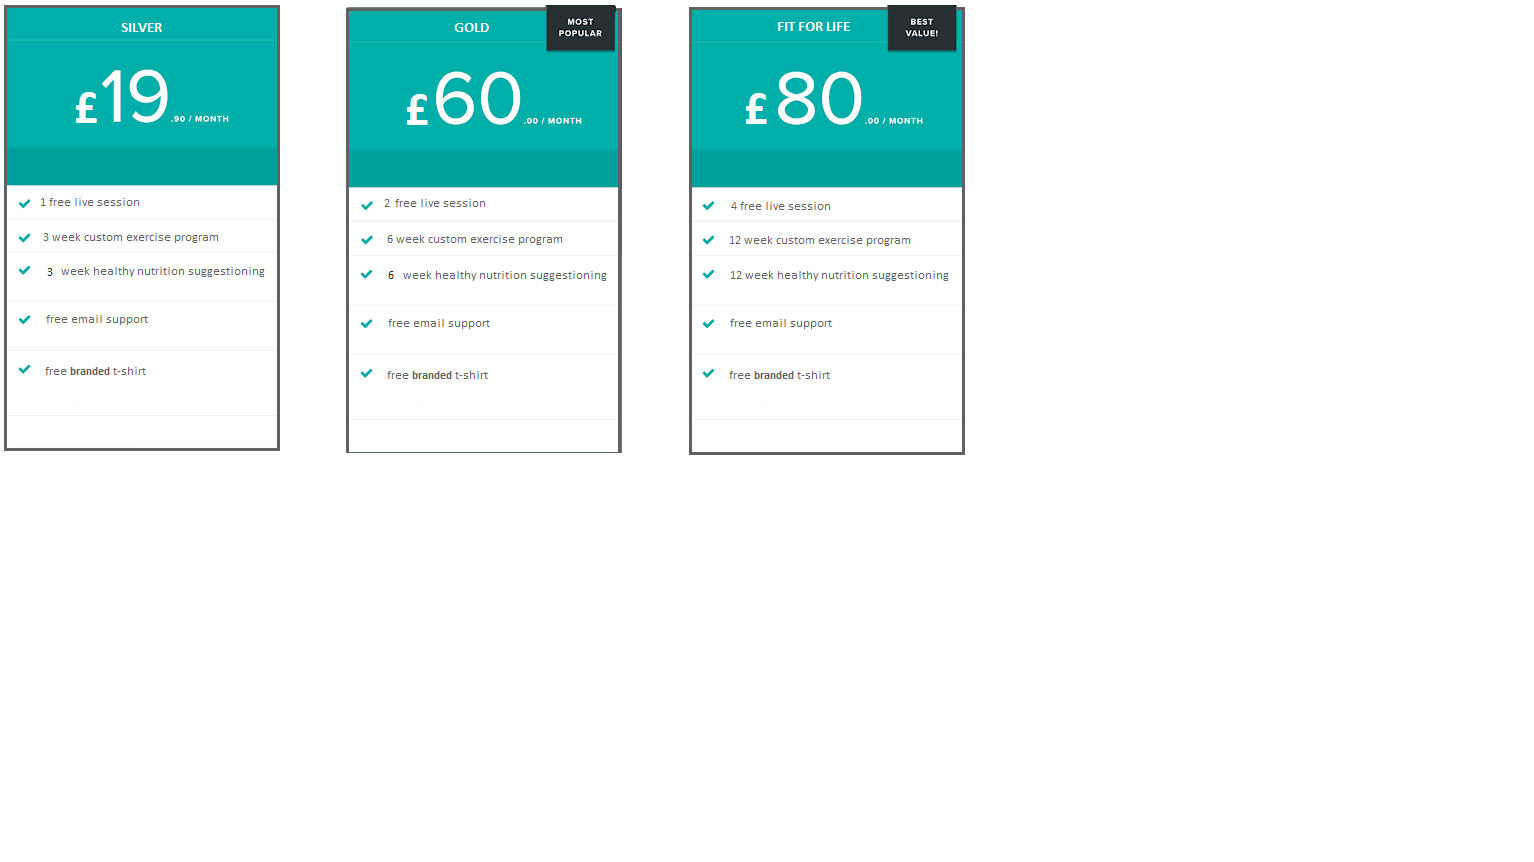 SILVER
£19.90 / MONTH
1 free live session
3 week custom exercise program
3 week healthy nutrition suggestioning
free email support
free branded t-shirt
GOLD
MOST
POPULAR
£60.00 / MONTH
2 free live session
6 week custom exercise program
6 week healthy nutrition suggestioning
free email support
free branded t-shirt
FIT FOR LIFE
BEST
VALUE!
£80.00 / MONTH
4 free live session
12 week custom exercise program
12 week healthy nutrition suggestioning
free email support
free branded t-shirt